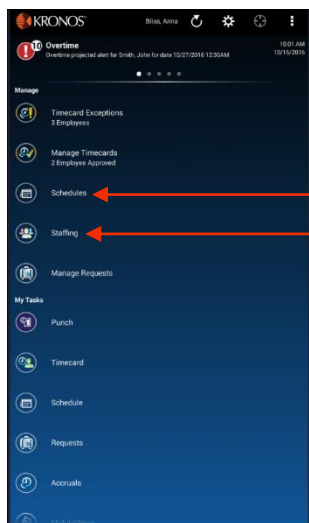 KRONOS Bliss, Anna
10 Overtime 10:01 AM
Overtime projected alert for Smith, John for date 10/27/2016 12:30AM 10/15/2016
Manage
Timecard Exceptions
3 Employees
Manage Timecards
2 Employee Approved
Schedules
Staffing
Manage Requests
My Tasks
Punch
Timecard
Schedule
Requests
Accruals